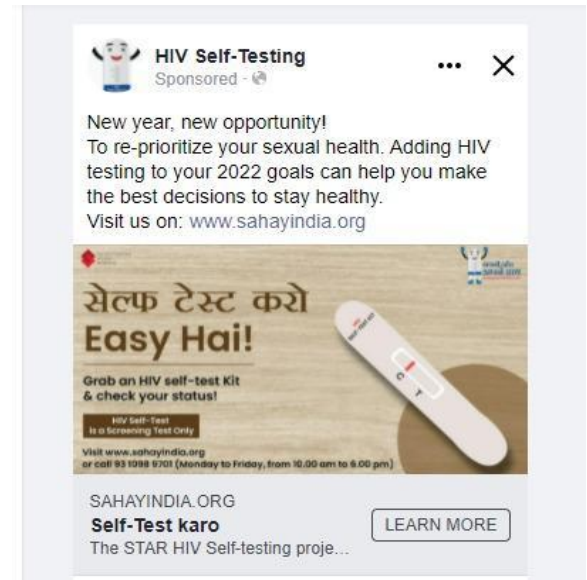 HIV Self-Testing
Sponsored ·
New year, new opportunity!
To re-prioritize your sexual health. Adding HIV
testing to your 2022 goals can help you make
the best decisions to stay healthy.
Visit us on: www.sahayindia.org
सेल्फ टेस्ट करो
Easy Hai!
Grab an HIV self-test Kit
& check your status!
HIV Self-Test
Is a Screening Test Only
Visit www.sahayindia.org
or call 93 1098 9701 (Monday to Friday, from 10.00 am to 6.00 pm)
SELF-TEST KIT
C
T
SAHAYINDIA.ORG
Self-Test karo
LEARN MORE
The STAR HIV Self-testing proje...